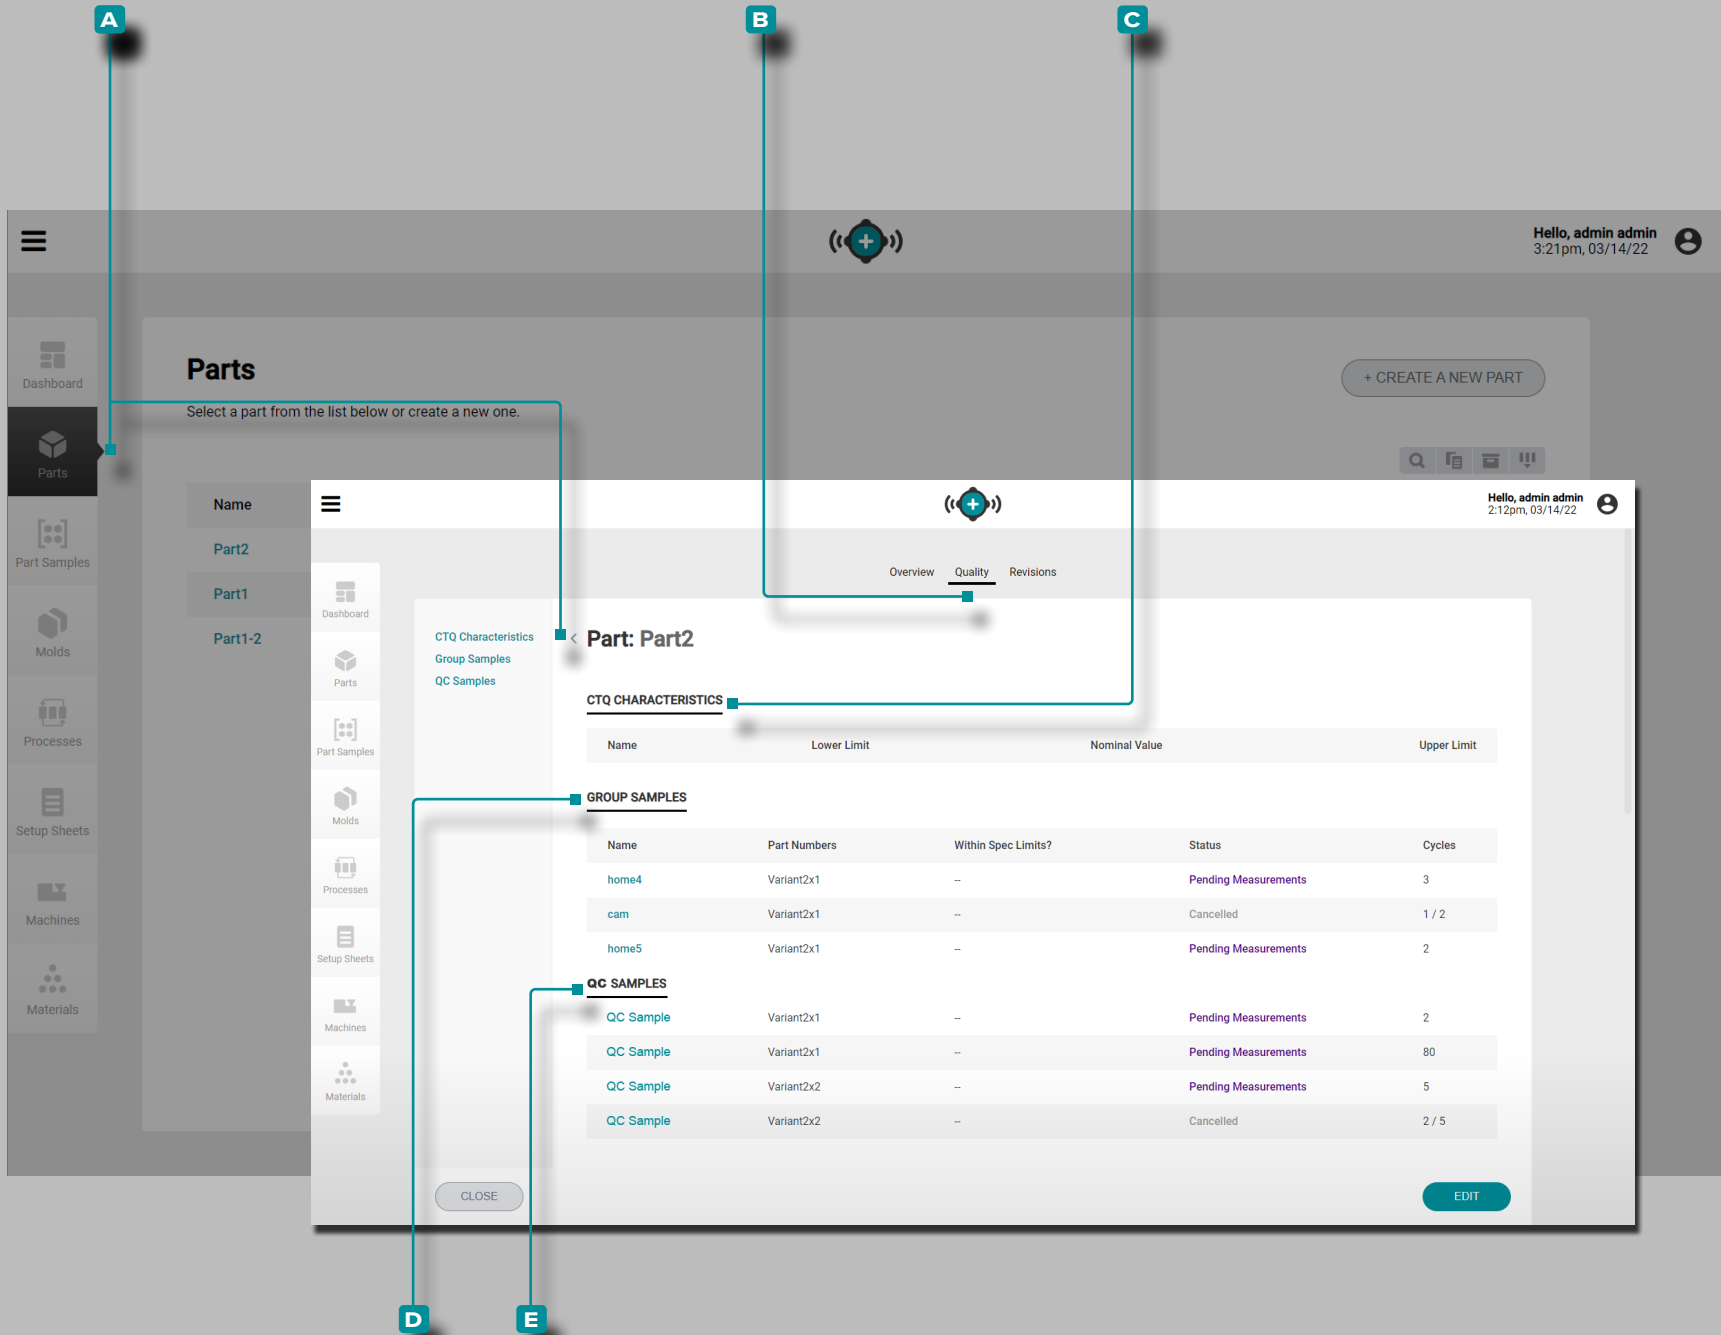 A
B
C
Hello, admin admin
3:21pm, 03/14/22
Dashboard
Parts
Part Samples
Molds
Processes
Setup Sheets
Machines
Materials
Parts
+ CREATE A NEW PART
Select a part from the list below or create a new one.
Name
Part2
Part1
Part1-2
Hello, admin admin
2:12pm, 03/14/22
Overview Quality Revisions
Dashboard
Parts
Part Samples
Molds
Processes
Setup Sheets
Machines
Materials
CTQ Characteristics
Group Samples
QC Samples
< Part: Part2
CTQ CHARACTERISTICS
Name Lower Limit Nominal Value Upper Limit
GROUP SAMPLES
Name Part Numbers Within Spec Limits? Status Cycles
home4 Variant2x1 -- Pending Measurements 3
cam Variant2x1 -- Cancelled 1 / 2
home5 Variant2x1 -- Pending Measurements 2
QC SAMPLES
QC Sample Variant2x1 -- Pending Measurements 2
QC Sample Variant2x1 -- Pending Measurements 80
QC Sample Variant2x2 -- Pending Measurements 5
QC Sample Variant2x2 -- Cancelled 2 / 5
CLOSE
EDIT
D
E